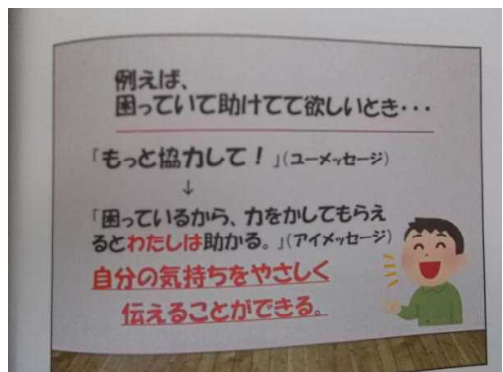 例えば、
困っていて助けてて欲しいとき・・・
「もっと協力して！」(ユーメッセージ)
↓
「困っているから、力をかしてもらえ
るとわたしは助かる。」(アイメッセージ)
自分の気持ちをやさしく
伝えることができる。